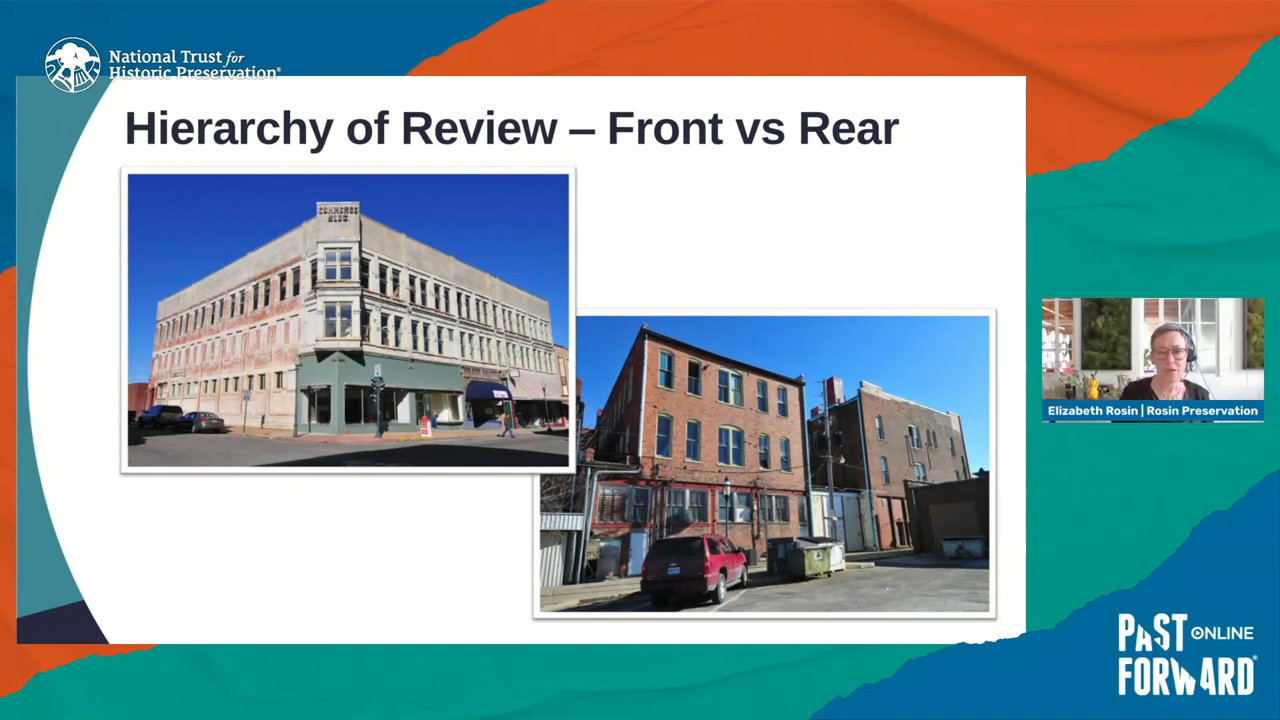 National Trust for
Historic Preservation®
Hierarchy of Review – Front vs Rear
COMMERCE
BLDG
Elizabeth Rosin | Rosin Preservation
PAST ONLINE
FORWARD®